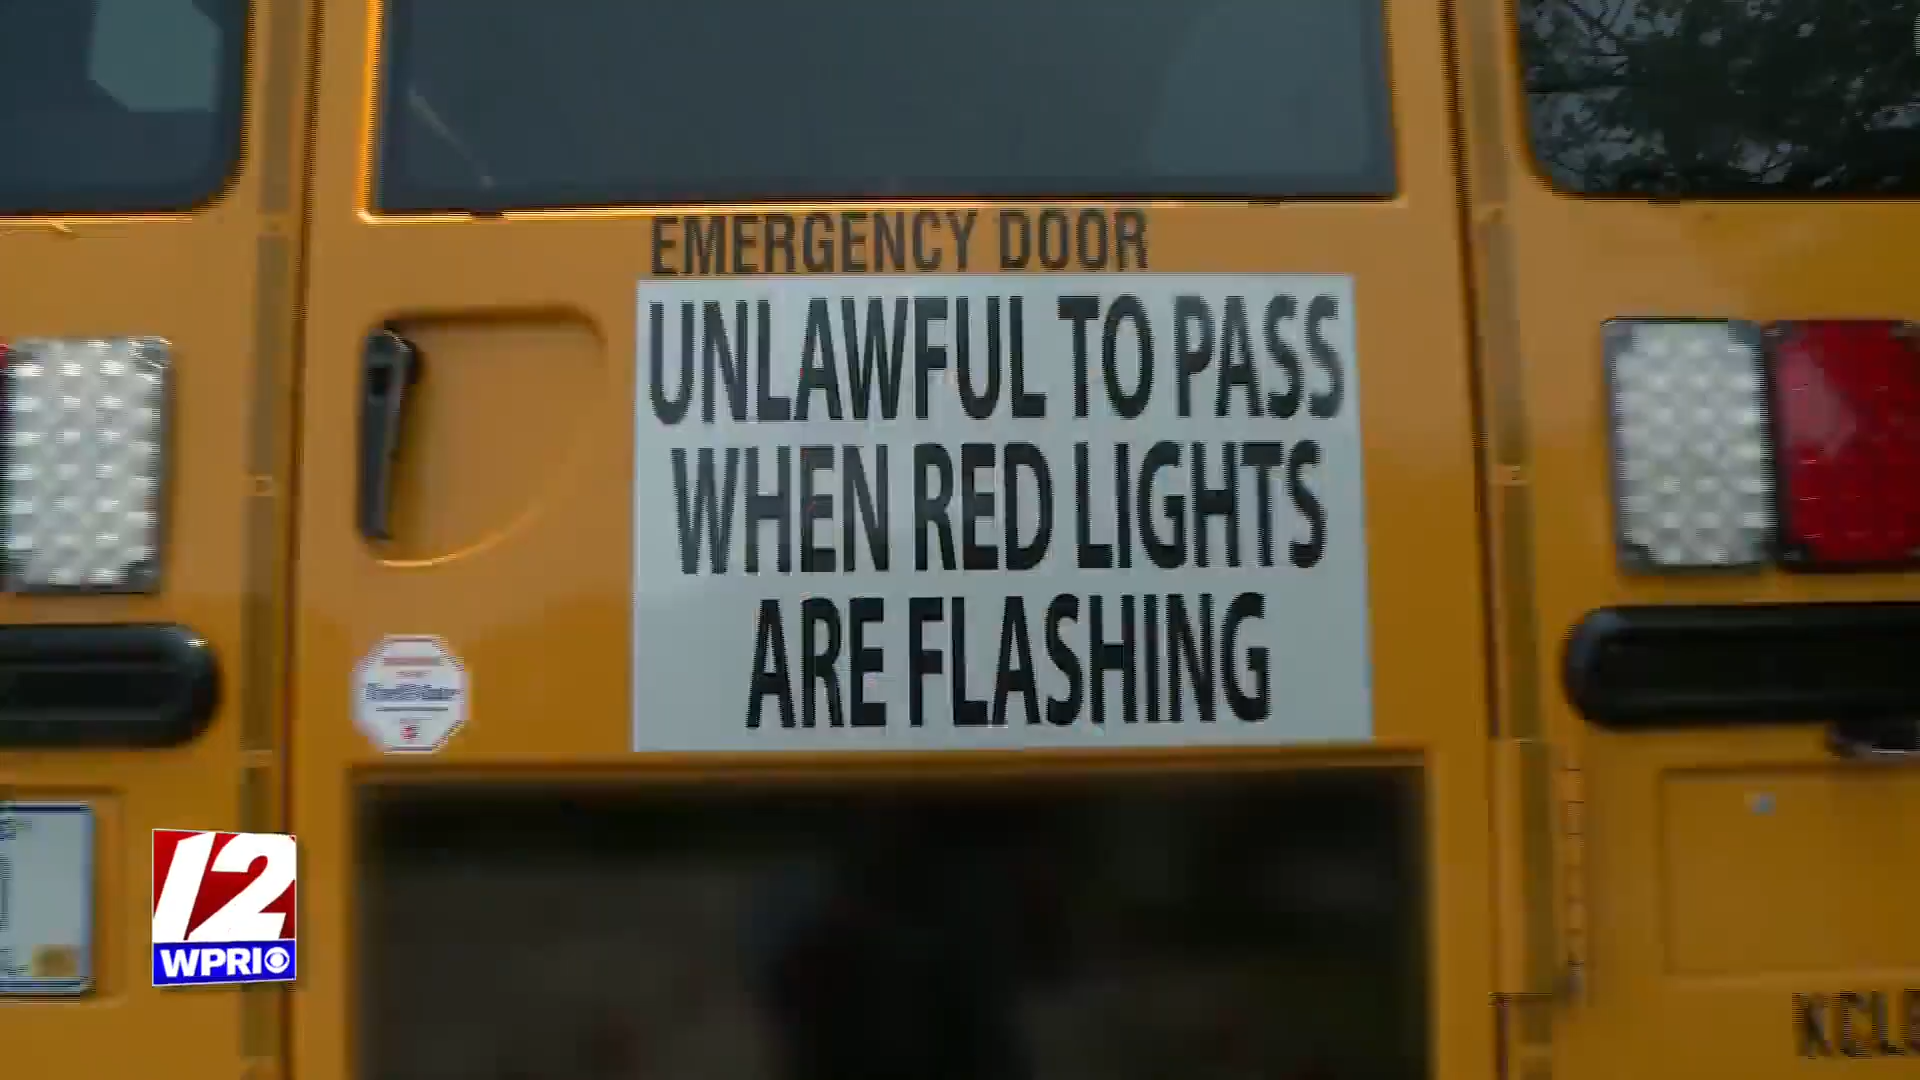 EMERGENCY DOOR
UNLAWFUL TO PASS
WHEN RED LIGHTS
ARE FLASHING
12
WPRI